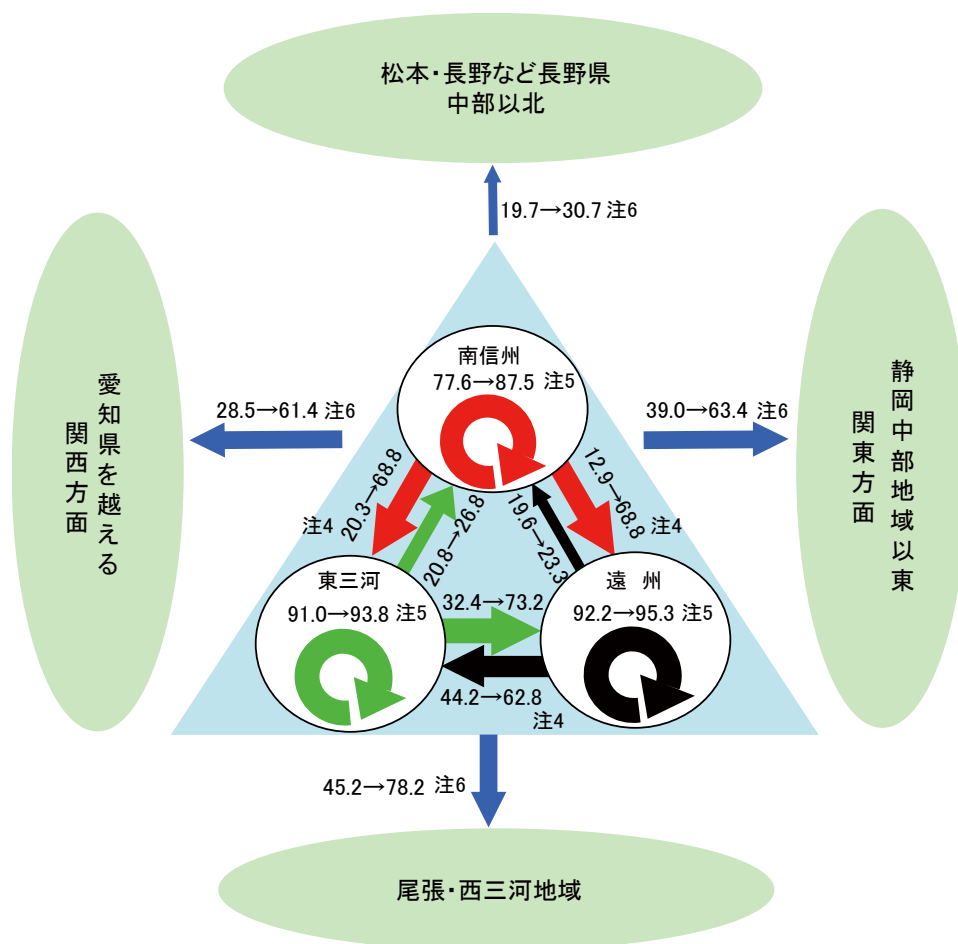 松本・長野など長野県
中部以北
19.7→30.7 注6
愛知県を越える
関西方面
28.5→61.4 注6
南信州
77.6→87.5 注5
39.0→63.4 注6
静岡中部地域以東
関東方面
20.3→68.8
注4
20.8→26.8
19.6→23.3
12.9→68.8
注4
東三河
91.0→93.8 注5
32.4→73.2
44.2→62.8
注4
遠 州
92.2→95.3 注5
45.2→78.2 注6
尾張・西三河地域